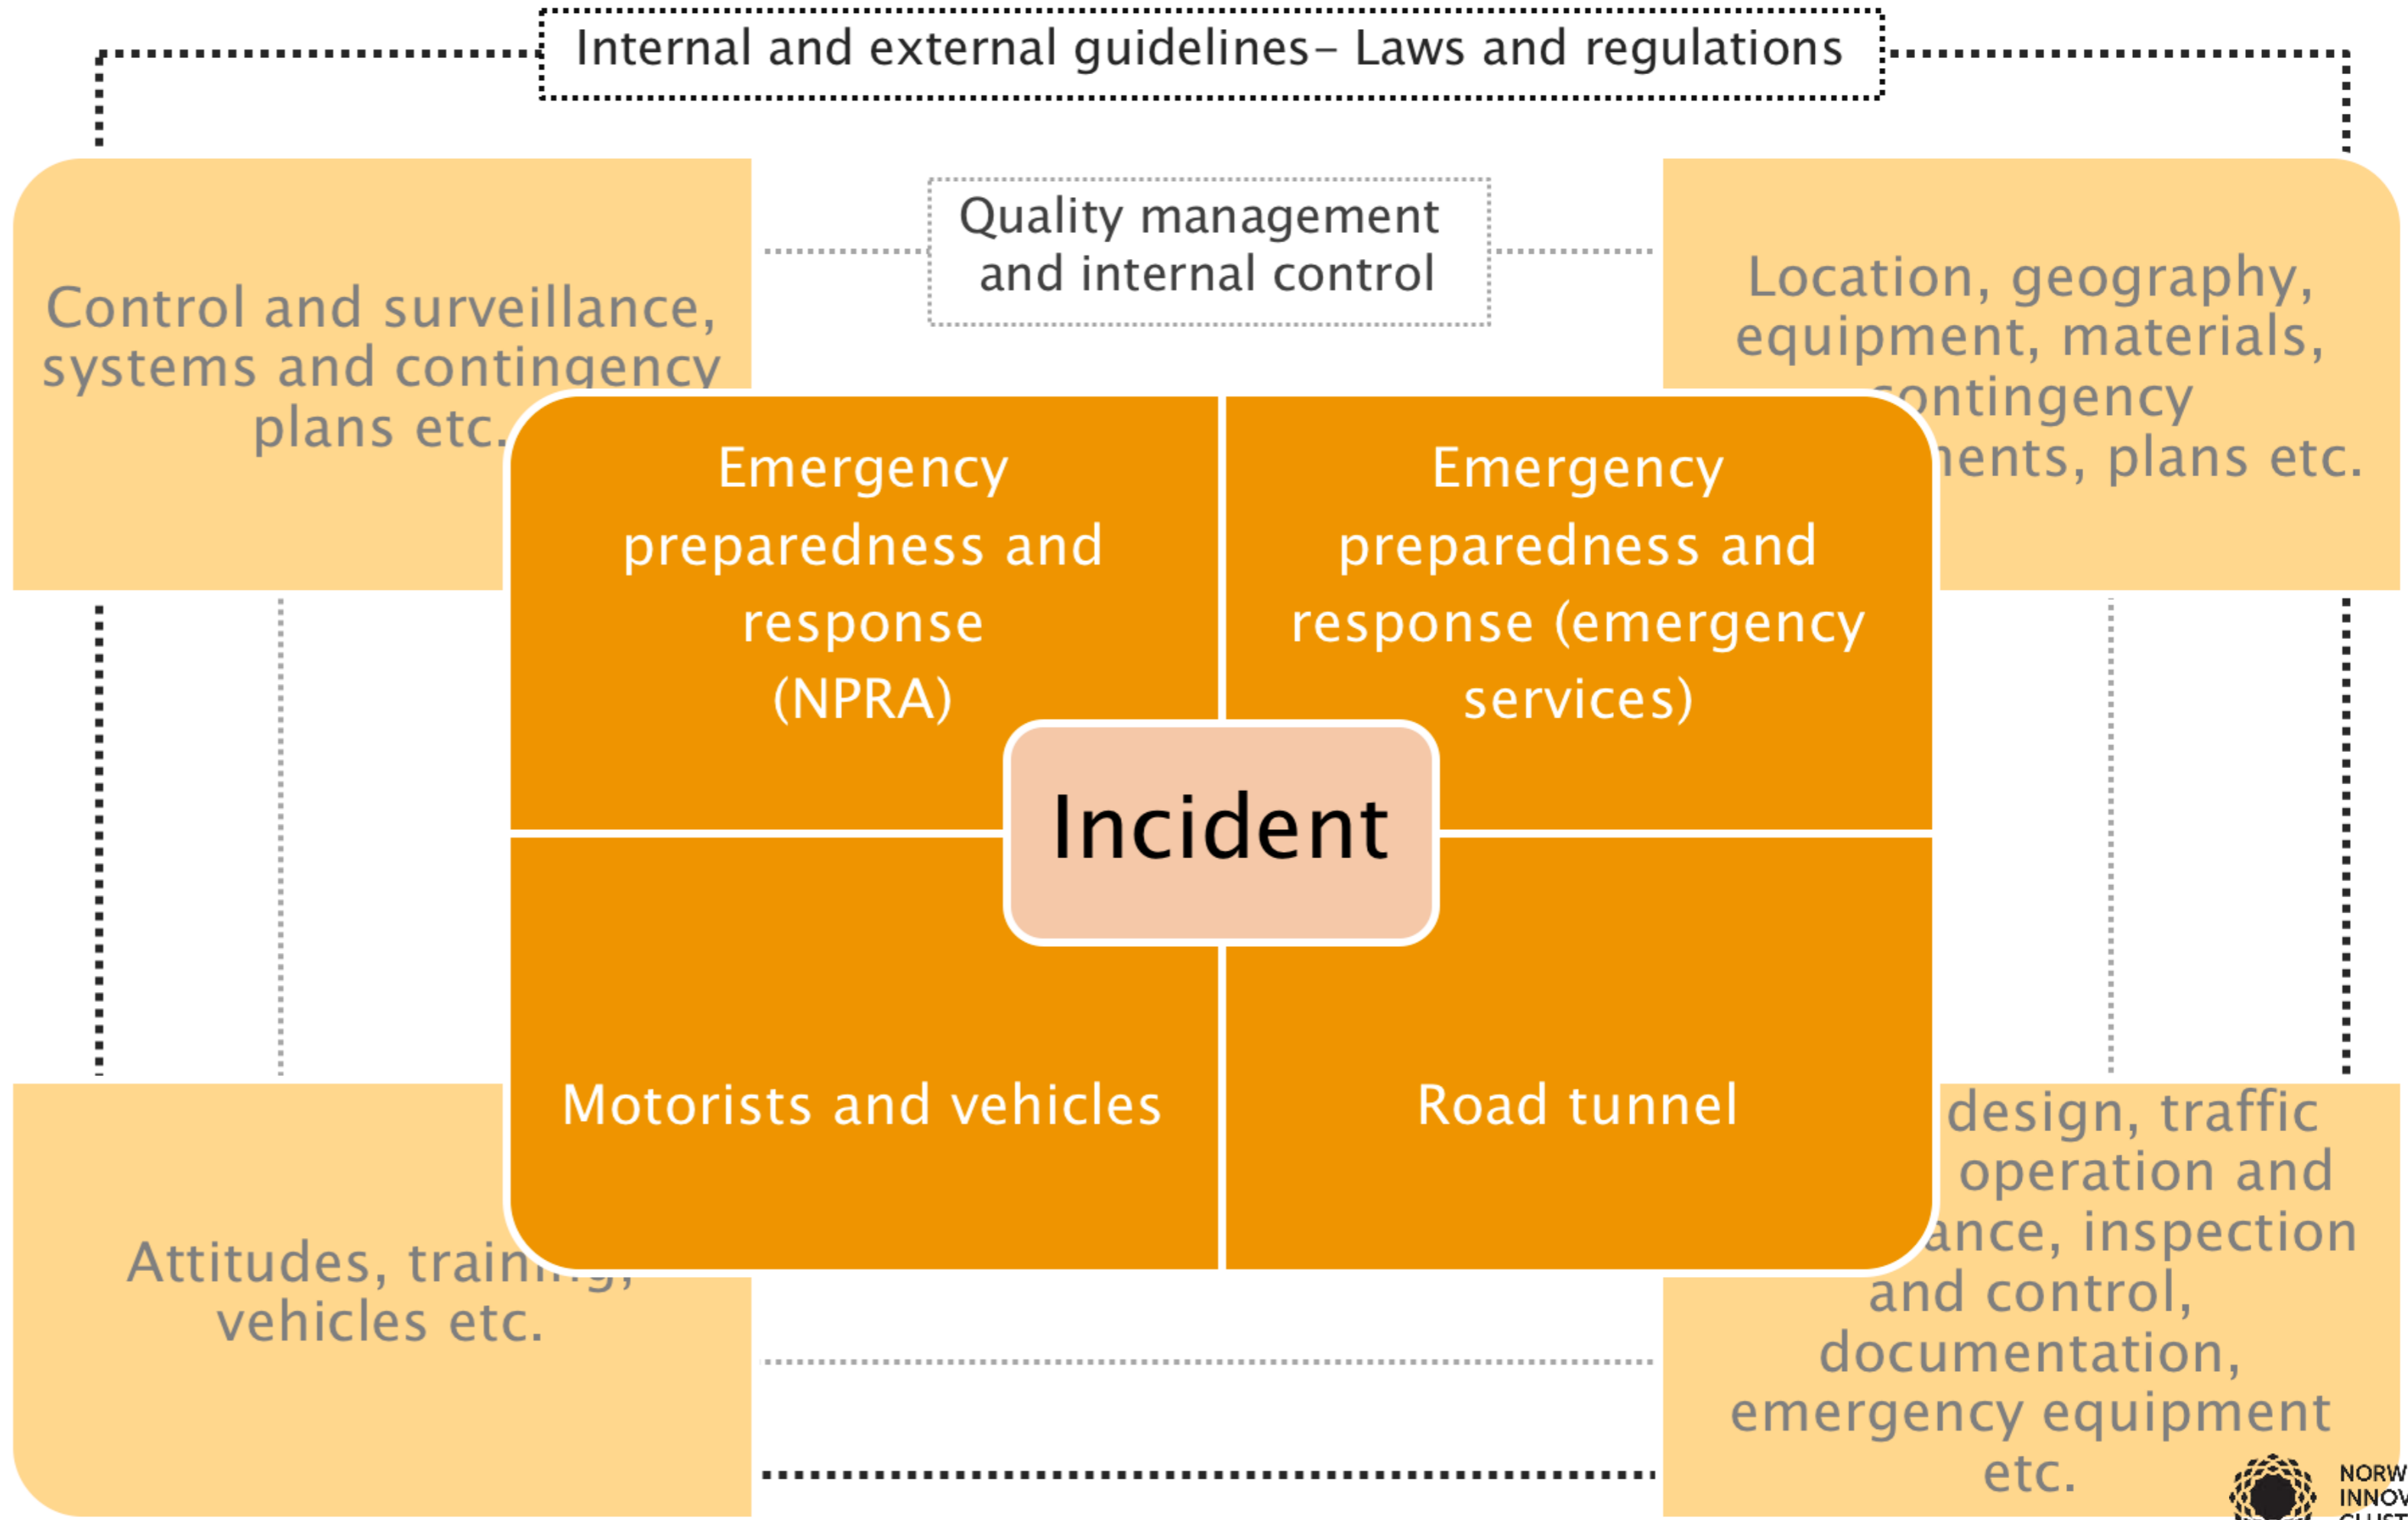 Internal and external guidelines– Laws and regulations
Quality management
and internal control
Control and surveillance,
systems and contingency
plans etc.
Location, geography,
equipment, materials,
contingency
plans etc.
Emergency
preparedness and
response
(NPRA)
Emergency
preparedness and
response (emergency
services)
Incident
Motorists and vehicles
Road tunnel
Attitudes, training,
vehicles etc.
design, traffic
operation and
inspection
and control,
documentation,
emergency equipment
etc.